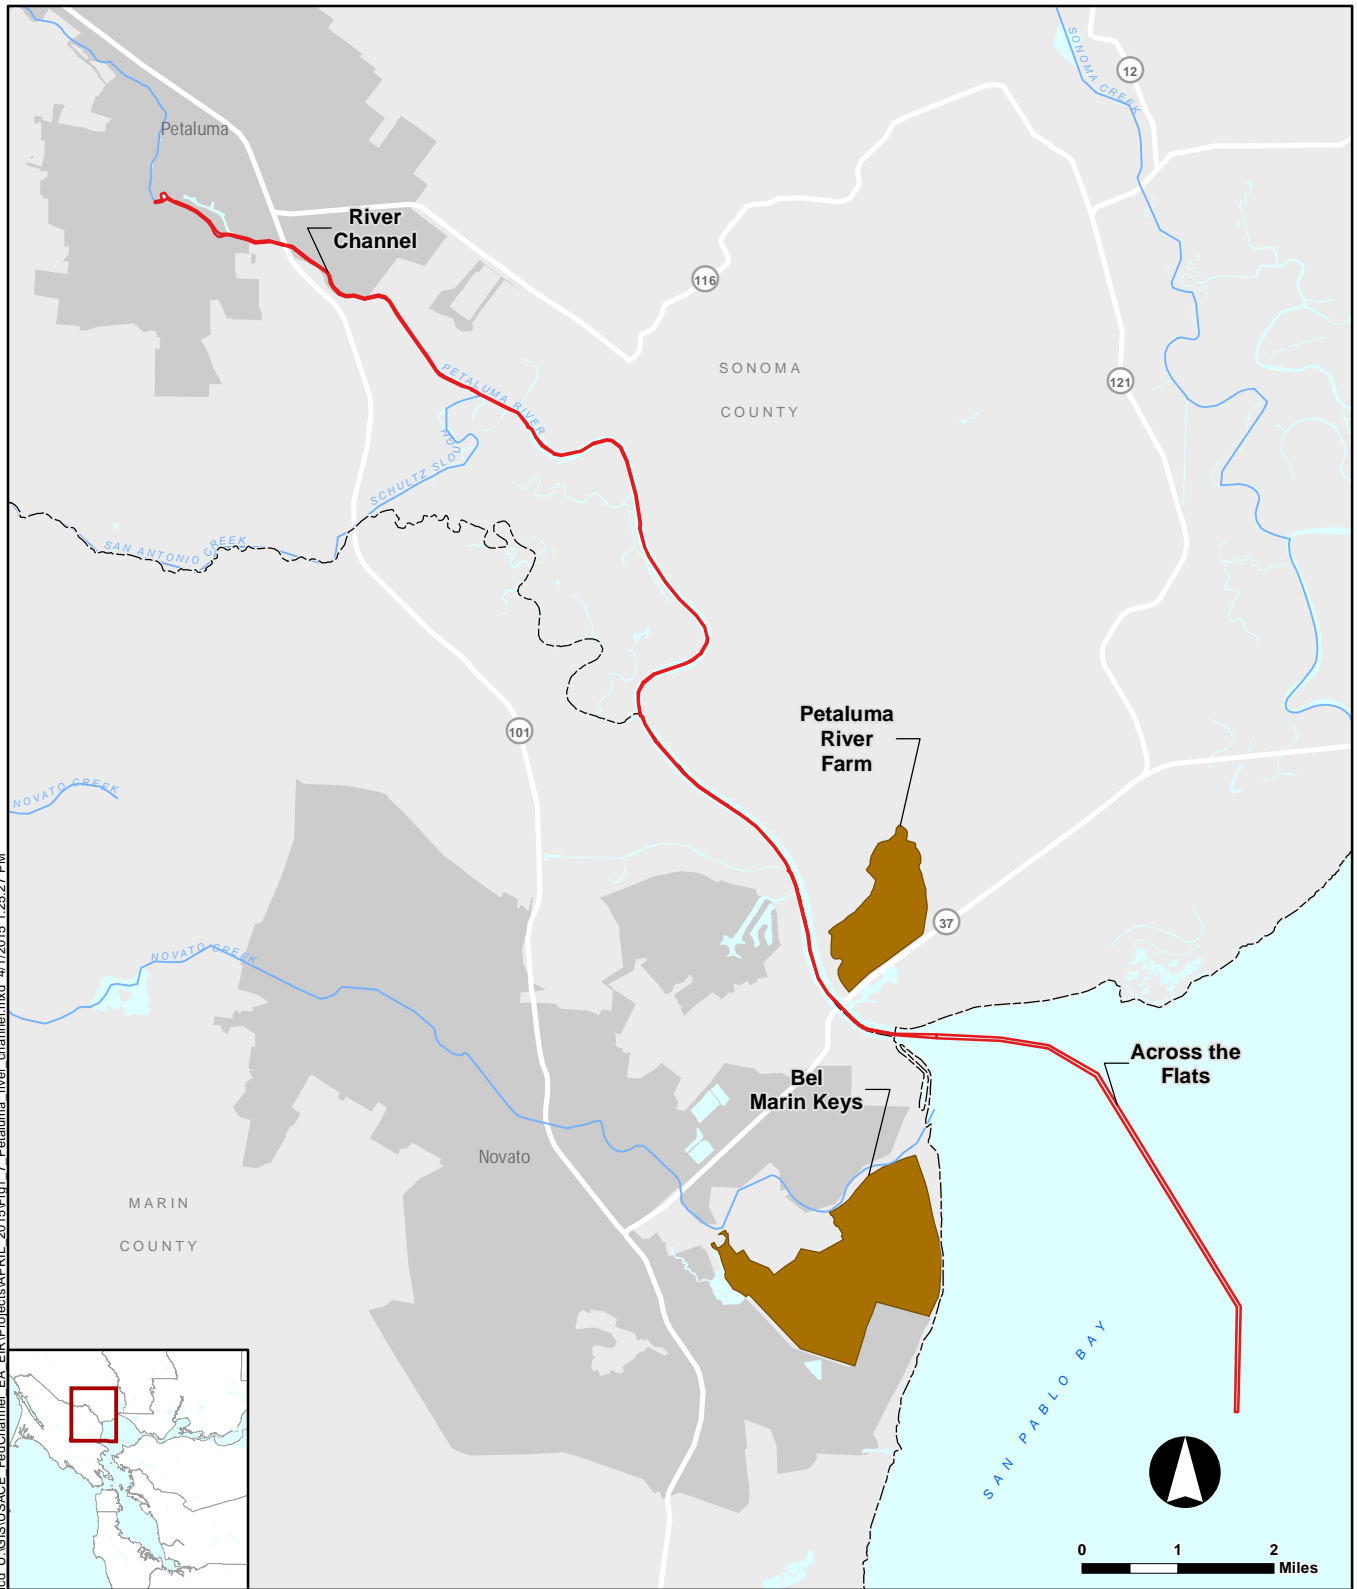 SONOMA CREEK
12
Petaluma
River
Channel
116
SONOMA
COUNTY
121
PETALUMA RIVER
SCHULTZ SLOUGH
SAN ANTONIO CREEK
Petaluma
River
Farm
101
NOVATO CREEK
37
NOVATO CREEK
Across the
Flats
Bel
Marin Keys
Novato
MARIN
COUNTY
SAN PABLO BAY
0 1 2
Miles